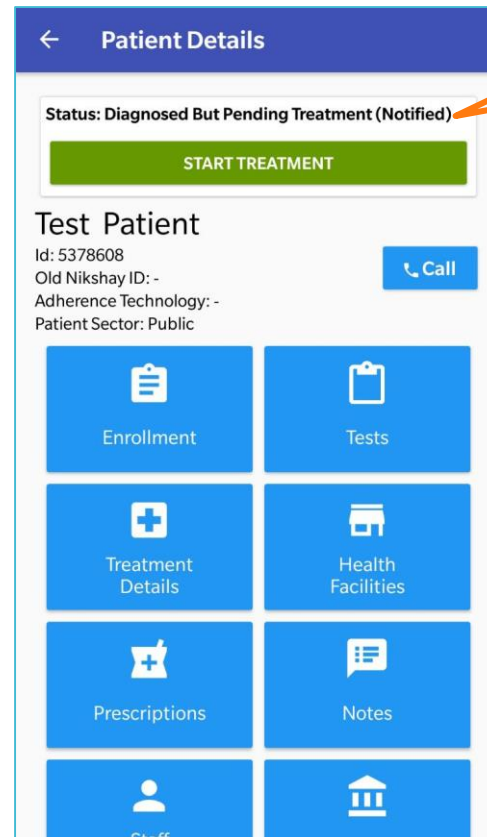 Patient Details
Status: Diagnosed But Pending Treatment (Notified)
START TREATMENT
Test Patient
Id: 5378608
Old Nikshay ID: -
Call
Adherence Technology: -
Patient Sector: Public
Enrollment
Tests
Treatment
Details
Health
Facilities
Prescriptions
Notes
Staff